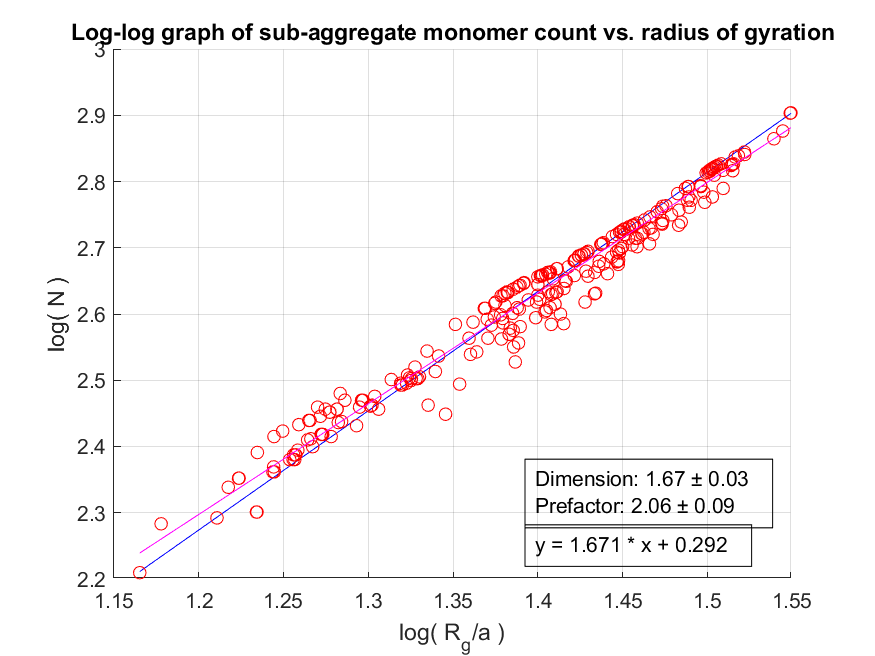 Log-log graph of sub-aggregate monomer count vs. radius of gyration
3
2.9
2.8
2.7
2.6
2.5
2.4
2.3
2.2
log( N )
Dimension: 1.67 ± 0.03
Prefactor: 2.06 ± 0.09
y = 1.671 * x + 0.292
1.15 1.2 1.25 1.3 1.35 1.4 1.45 1.5 1.55
log( R_g/a )